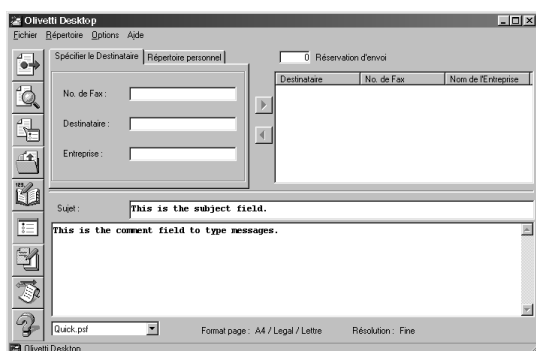 Olivetti Desktop
Fichier Répertoire Options Aide
Spécifier le Destinataire Répertoire personnel
0 Réservation d'envoi
Destinataire No. de Fax Nom de l'Entreprise
No. de Fax :
Destinataire :
Entreprise :
123..
Sujet : This is the subject field.
This is the comment field to type messages.
Quick.psf Format page : A4 / Legal / Lettre Résolution : Fine
Olivetti Desktop